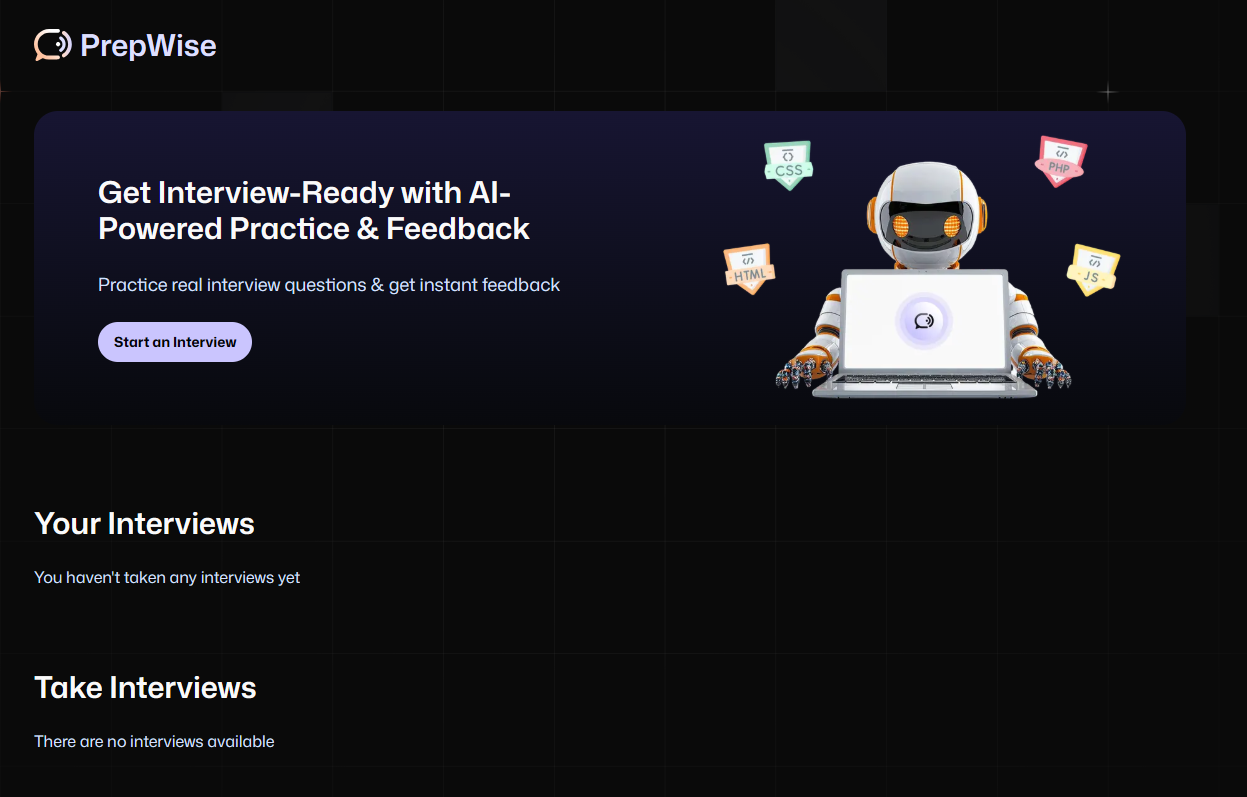 PrepWise
Get Interview-Ready with AI-
Powered Practice & Feedback
Practice real interview questions & get instant feedback
Start an Interview
CSS
PHP
HTML
JS
Your Interviews
You haven't taken any interviews yet
Take Interviews
There are no interviews available